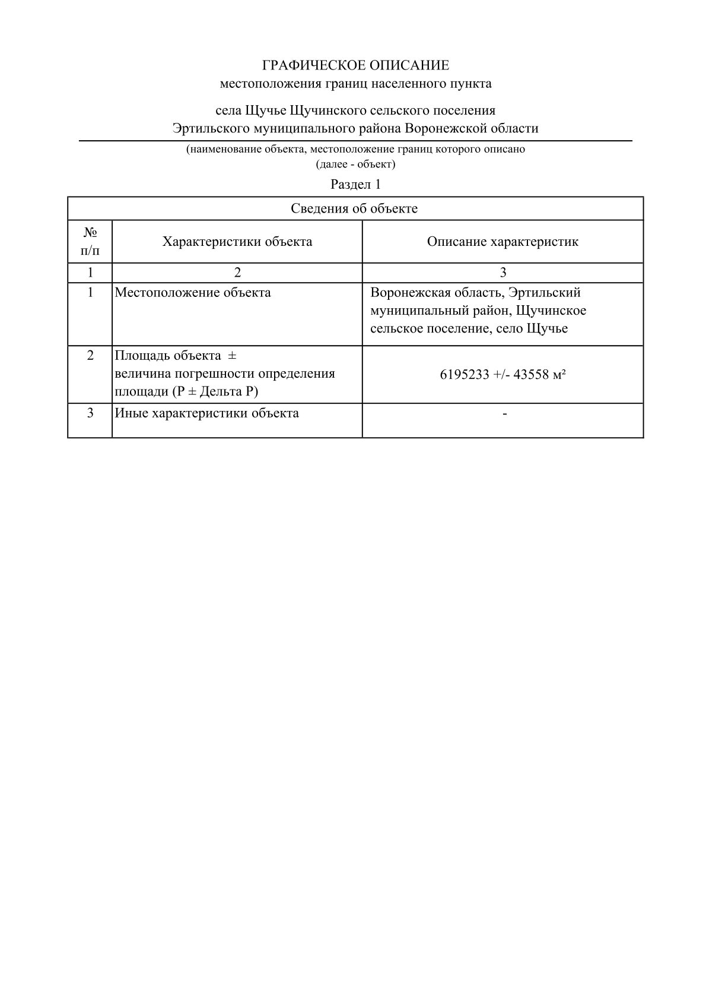 ГРАФИЧЕСКОЕ ОПИСАНИЕ
местоположения границ населенного пункта
села Щучье Щучинского сельского поселения
Эртильского муниципального района Воронежской области
(наименование объекта, местоположение границ которого описано
(далее - объект)
Раздел 1
Сведения об объекте
№
п/п
Характеристики объекта
Описание характеристик
1
2
3
1
Местоположение объекта
Воронежская область, Эртильский
муниципальный район, Щучинское
сельское поселение, село Щучье
2
Площадь объекта ±
величина погрешности определения
площади (P ± Дельта P)
6195233 +/- 43558 м²
3
Иные характеристики объекта
-